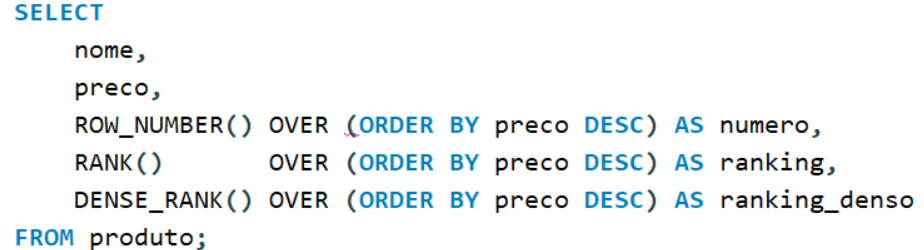 SELECT
    nome,
    preco,
    ROW_NUMBER() OVER (ORDER BY preco DESC) AS numero,
    RANK()       OVER (ORDER BY preco DESC) AS ranking,
    DENSE_RANK() OVER (ORDER BY preco DESC) AS ranking_denso
FROM produto;